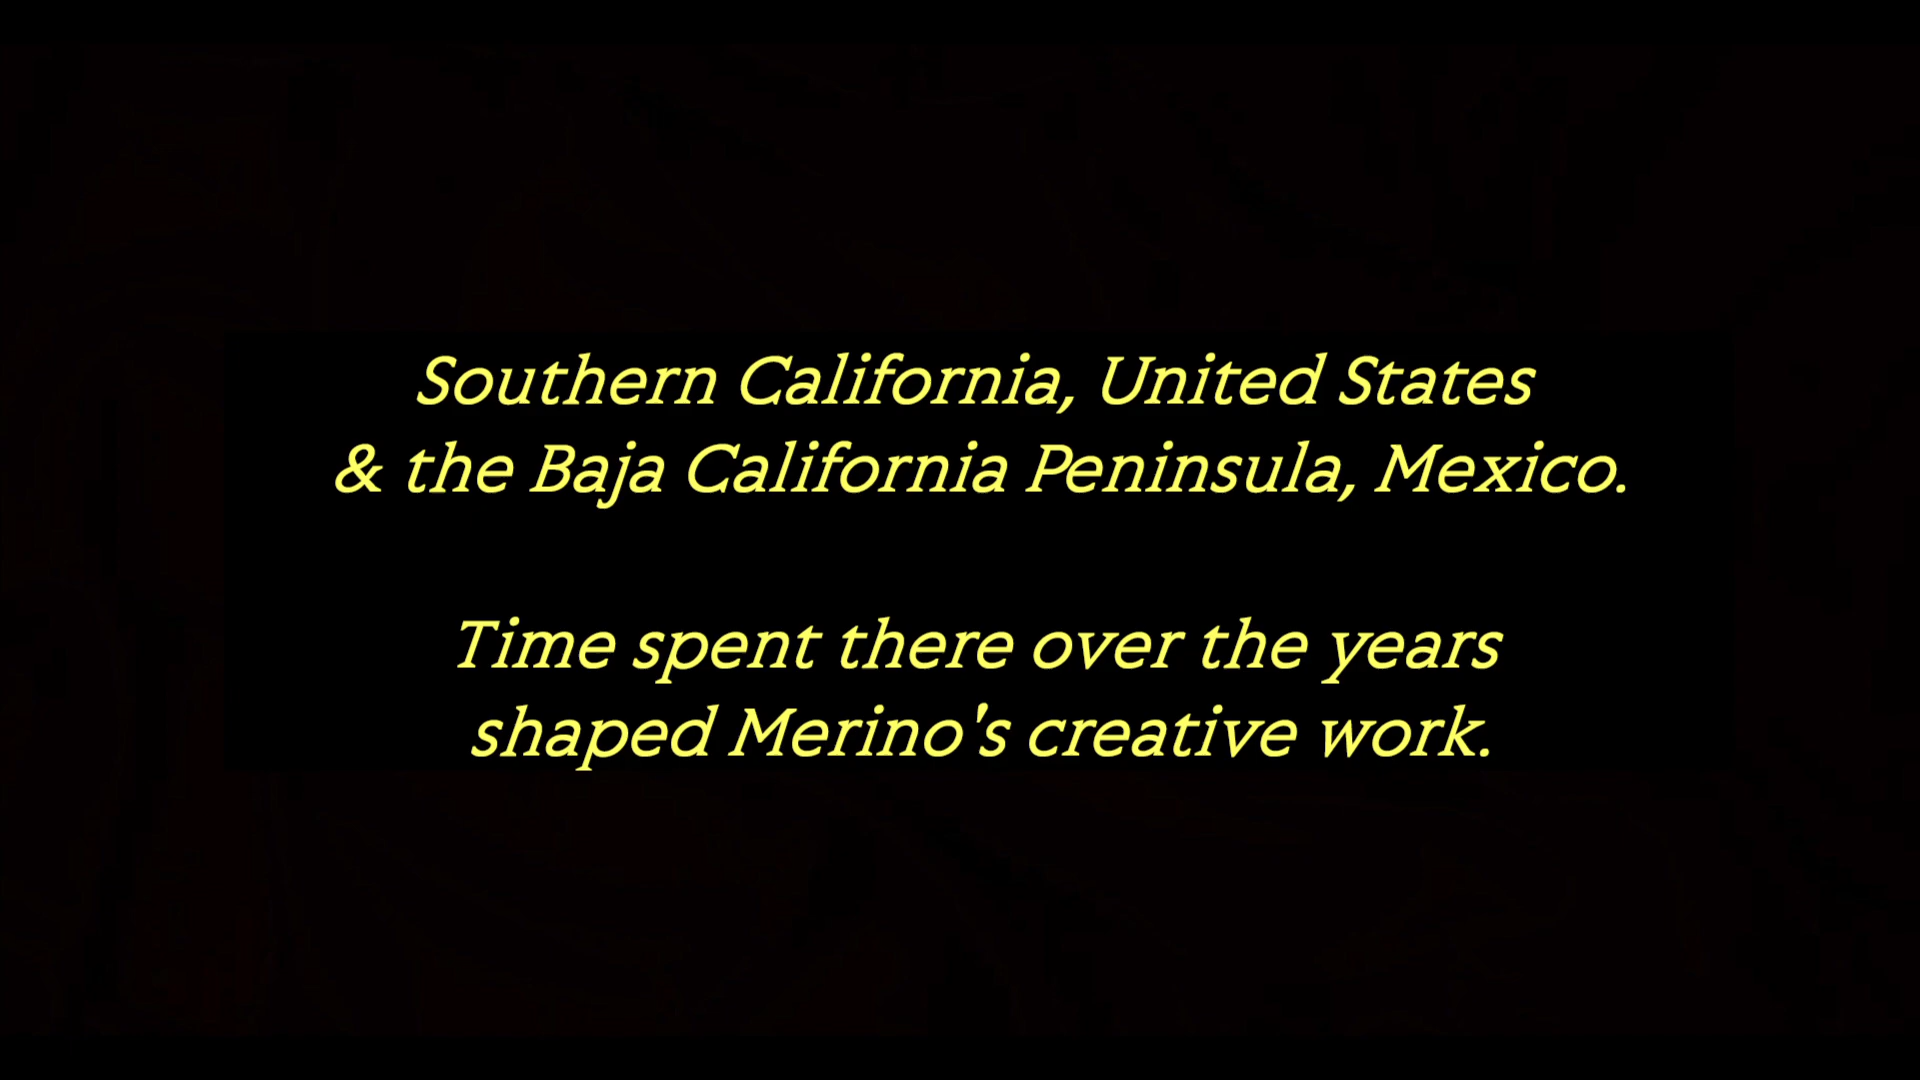 Southern California, United States
& the Baja California Peninsula, Mexico.
Time spent there over the years
shaped Merino's creative work.